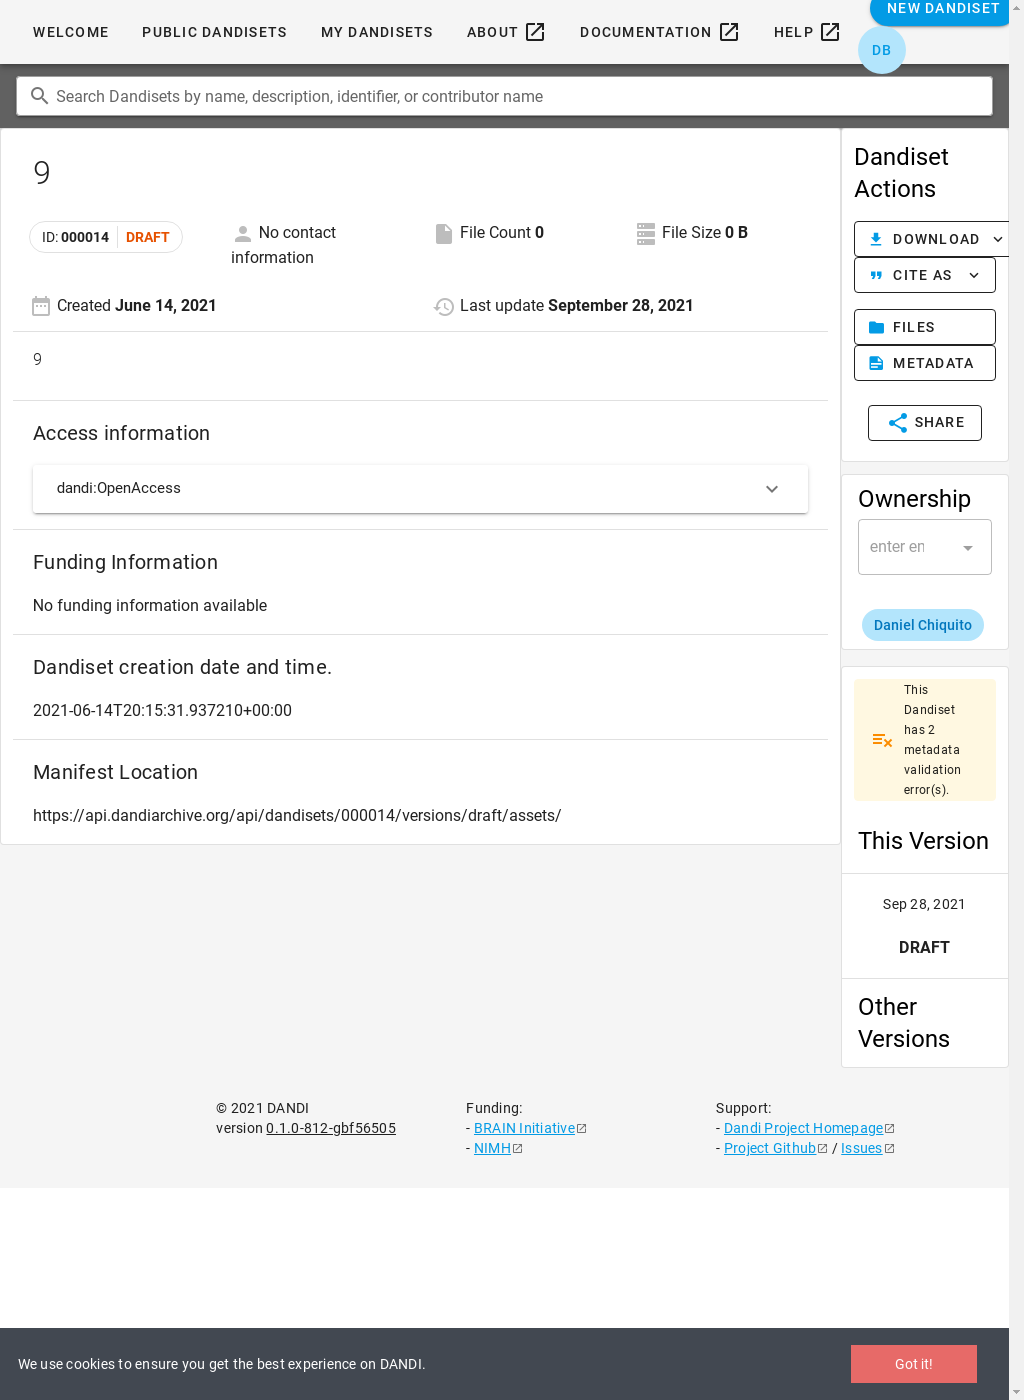 WELCOME PUBLIC DANDISETS MY DANDISETS ABOUT DOCUMENTATION HELP NEW DANDISET
DB
Search Dandisets by name, description, identifier, or contributor name
9
ID: 000014 DRAFT
No contact
information
File Count 0
File Size 0 B
Created June 14, 2021
Last update September 28, 2021
9
Access information
dandi:OpenAccess
Funding Information
No funding information available
Dandiset creation date and time.
2021-06-14T20:15:31.937210+00:00
Manifest Location
https://api.dandiarchive.org/api/dandisets/000014/versions/draft/assets/
Dandiset
Actions
DOWNLOAD
CITE AS
FILES
METADATA
SHARE
Ownership
enter en
Daniel Chiquito
This
Dandiset
has 2
metadata
validation
error(s).
This Version
Sep 28, 2021
DRAFT
Other
Versions
© 2021 DANDI
version 0.1.0-812-gbf56505
Funding:
- BRAIN Initiative
- NIMH
Support:
- Dandi Project Homepage
- Project Github / Issues
We use cookies to ensure you get the best experience on DANDI.
Got it!